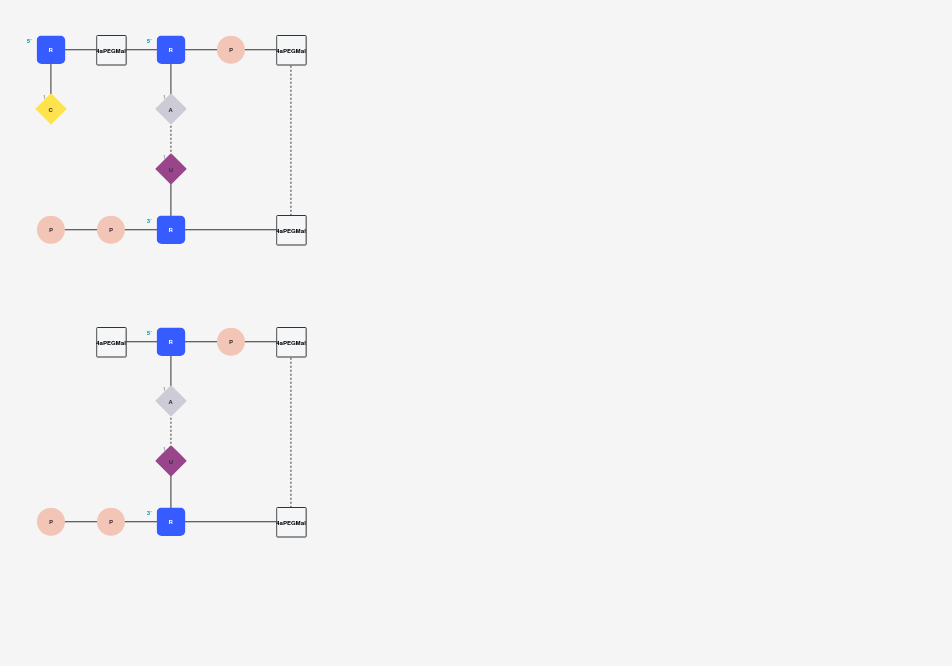 5' R 4aPEGMal 5' R P 4aPEGMal
1 C 1 A
1 U
P P 3' R 4aPEGMal
4aPEGMal 5' R P 4aPEGMal
1 A
1 U
P P 3' R 4aPEGMal